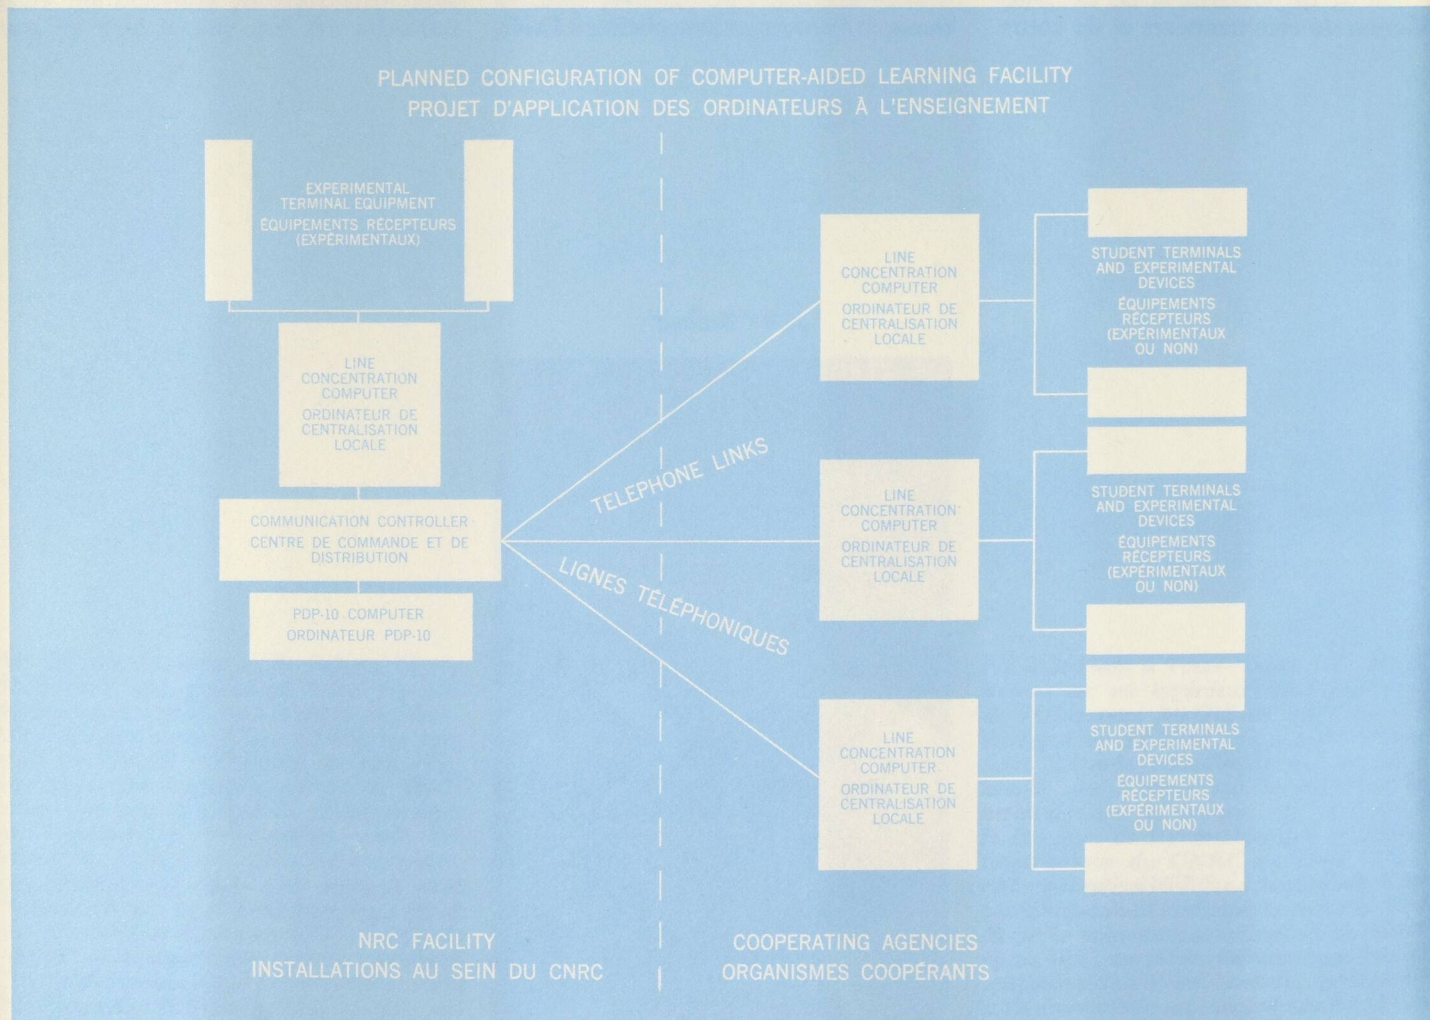 PLANNED CONFIGURATION OF COMPUTER-AIDED LEARNING FACILITY
PROJET D'APPLICATION DES ORDINATEURS À L'ENSEIGNEMENT
EXPERIMENTAL
TERMINAL EQUIPMENT
ÉQUIPEMENTS RÉCEPTEURS
(EXPÉRIMENTAUX)
LINE
CONCENTRATION
COMPUTER
ORDINATEUR DE
CENTRALISATION
LOCALE
COMMUNICATION CONTROLLER
CENTRE DE COMMANDE ET DE
DISTRIBUTION
PDP-10 COMPUTER
ORDINATEUR PDP-10
TELEPHONE LINKS
LIGNES TÉLÉPHONIQUES
LINE
CONCENTRATION
COMPUTER
ORDINATEUR DE
CENTRALISATION
LOCALE
STUDENT TERMINALS
AND EXPERIMENTAL
DEVICES
ÉQUIPEMENTS
RÉCEPTEURS
(EXPÉRIMENTAUX
OU NON)
LINE
CONCENTRATION
COMPUTER
ORDINATEUR DE
CENTRALISATION
LOCALE
STUDENT TERMINALS
AND EXPERIMENTAL
DEVICES
ÉQUIPEMENTS
RÉCEPTEURS
(EXPÉRIMENTAUX
OU NON)
LINE
CONCENTRATION
COMPUTER
ORDINATEUR DE
CENTRALISATION
LOCALE
STUDENT TERMINALS
AND EXPERIMENTAL
DEVICES
ÉQUIPEMENTS
RÉCEPTEURS
(EXPÉRIMENTAUX
OU NON)
NRC FACILITY
INSTALLATIONS AU SEIN DU CNRC
COOPERATING AGENCIES
ORGANISMES COOPÉRANTS